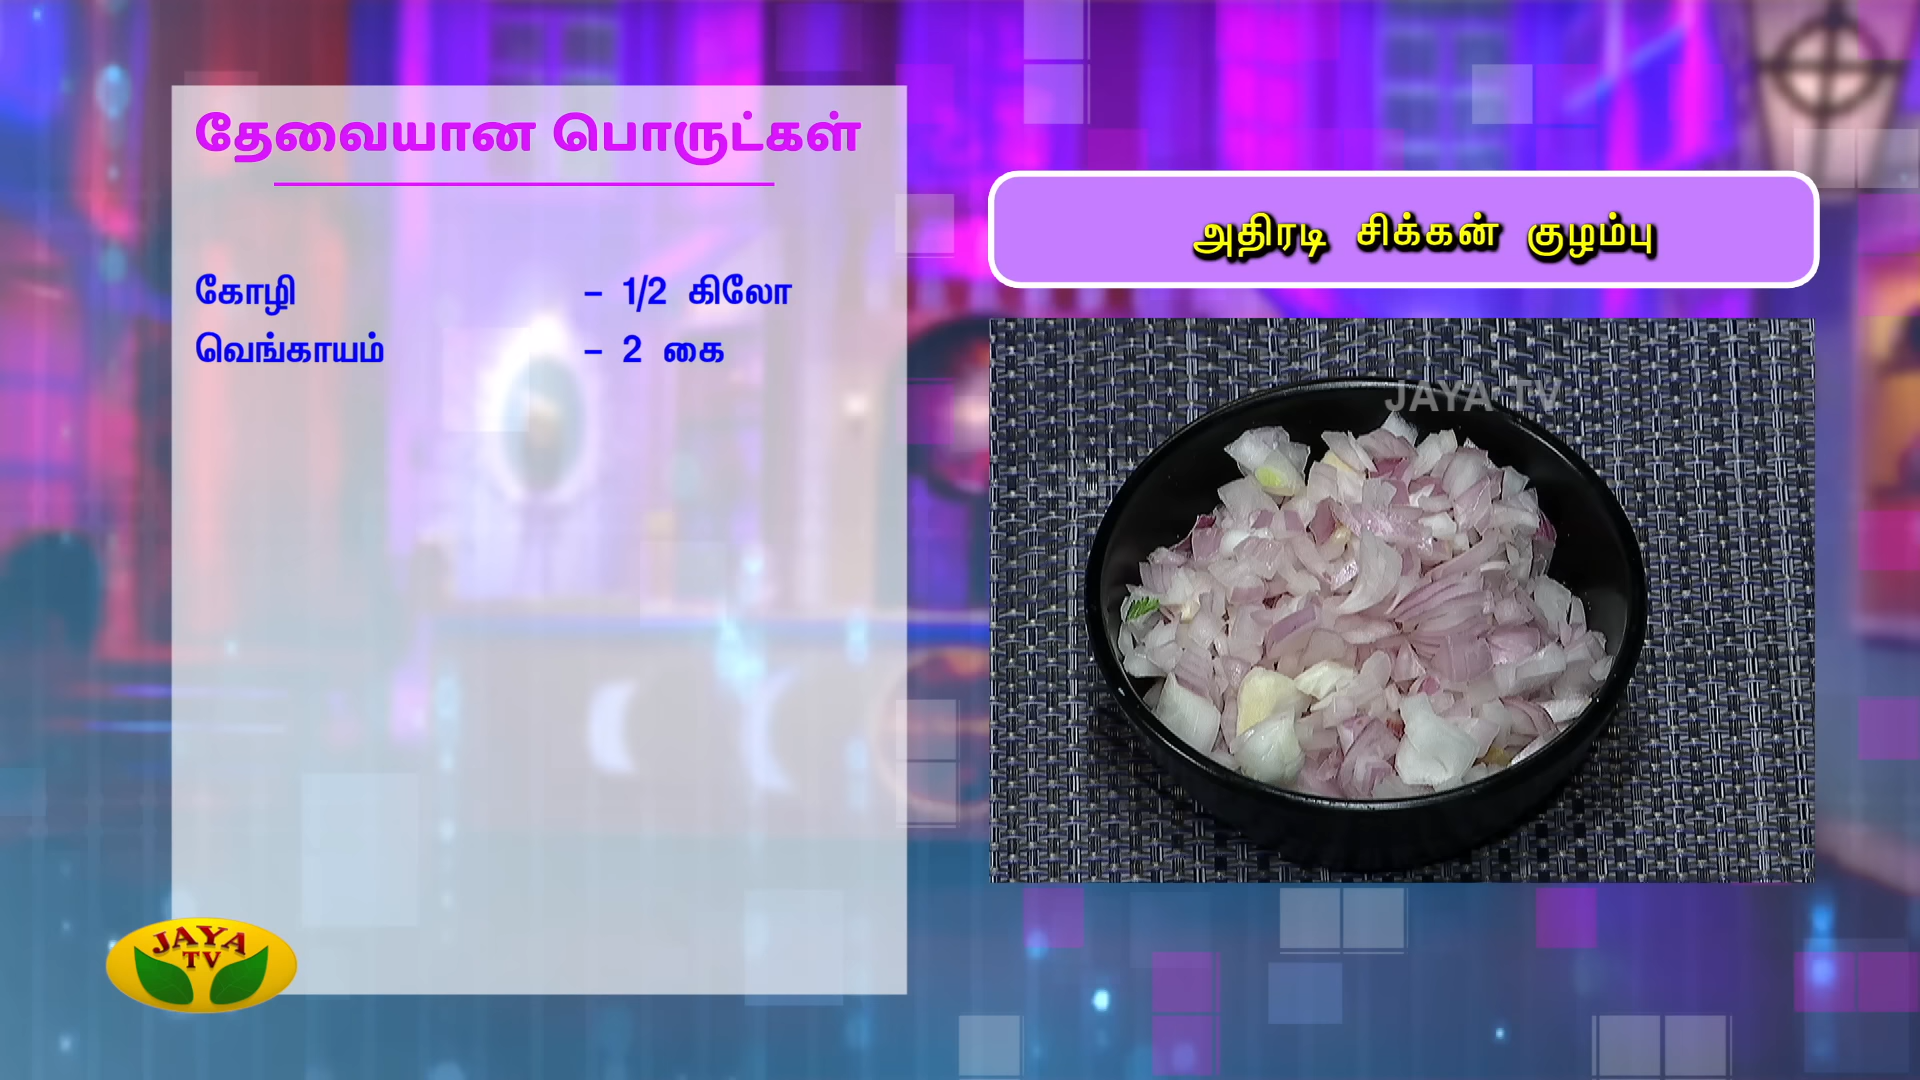 தேவையான பொருட்கள்
கோழி - 1/2 கிலோ
வெங்காயம் - 2 கை
அதிரடி சிக்கன் குழம்பு
JAYA TV
JAYA
TV